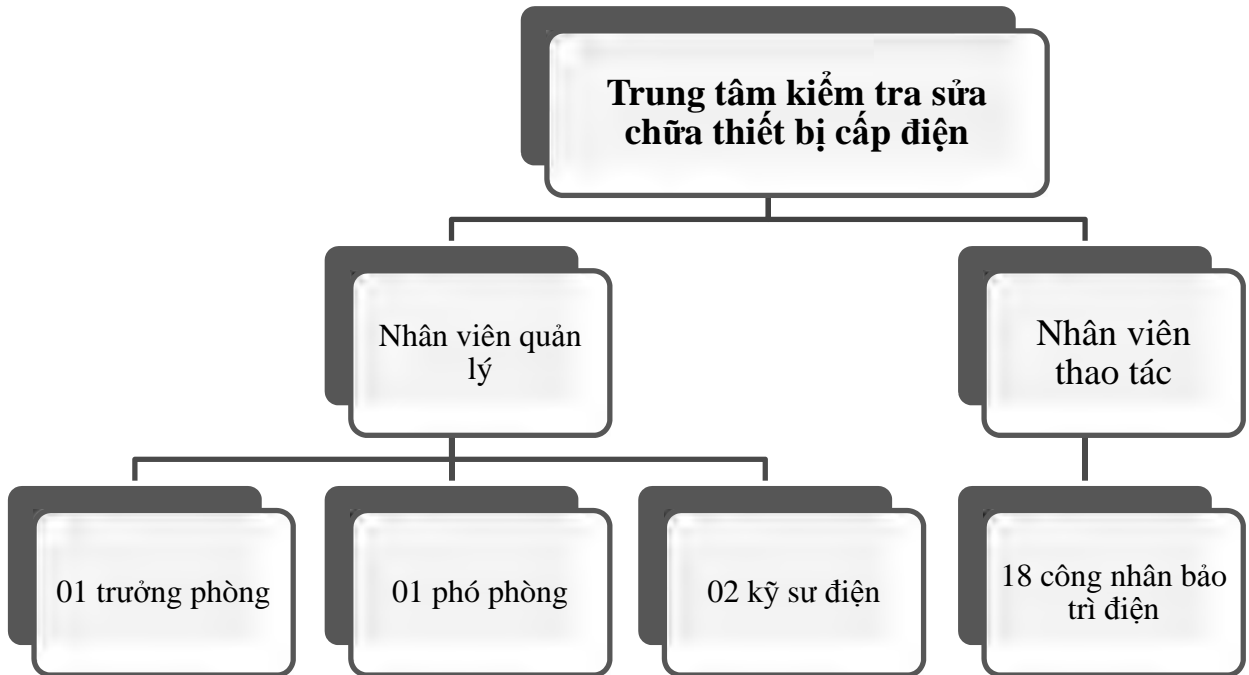 Trung tâm kiểm tra sửa
chữa thiết bị cấp điện
Nhân viên quản
lý
Nhân viên
thao tác
01 trưởng phòng
01 phó phòng
02 kỹ sư điện
18 công nhân bảo
trì điện